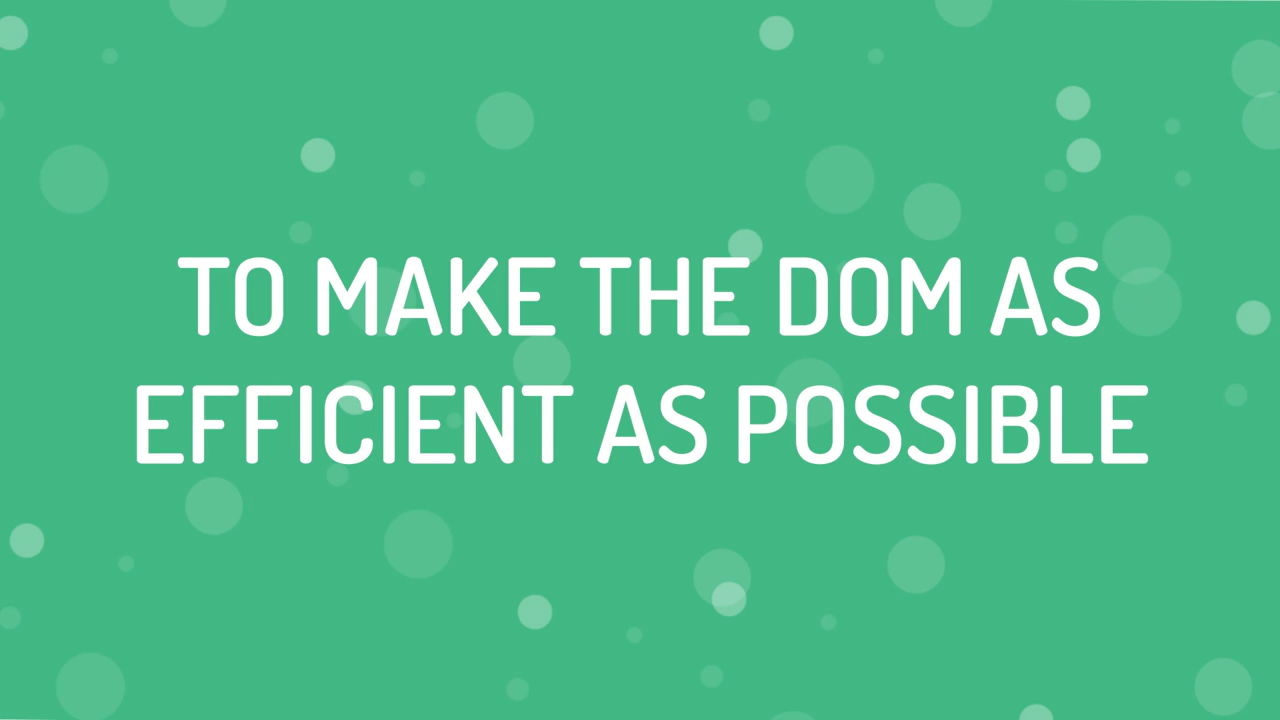 TO MAKE THE DOM AS
EFFICIENT AS POSSIBLE